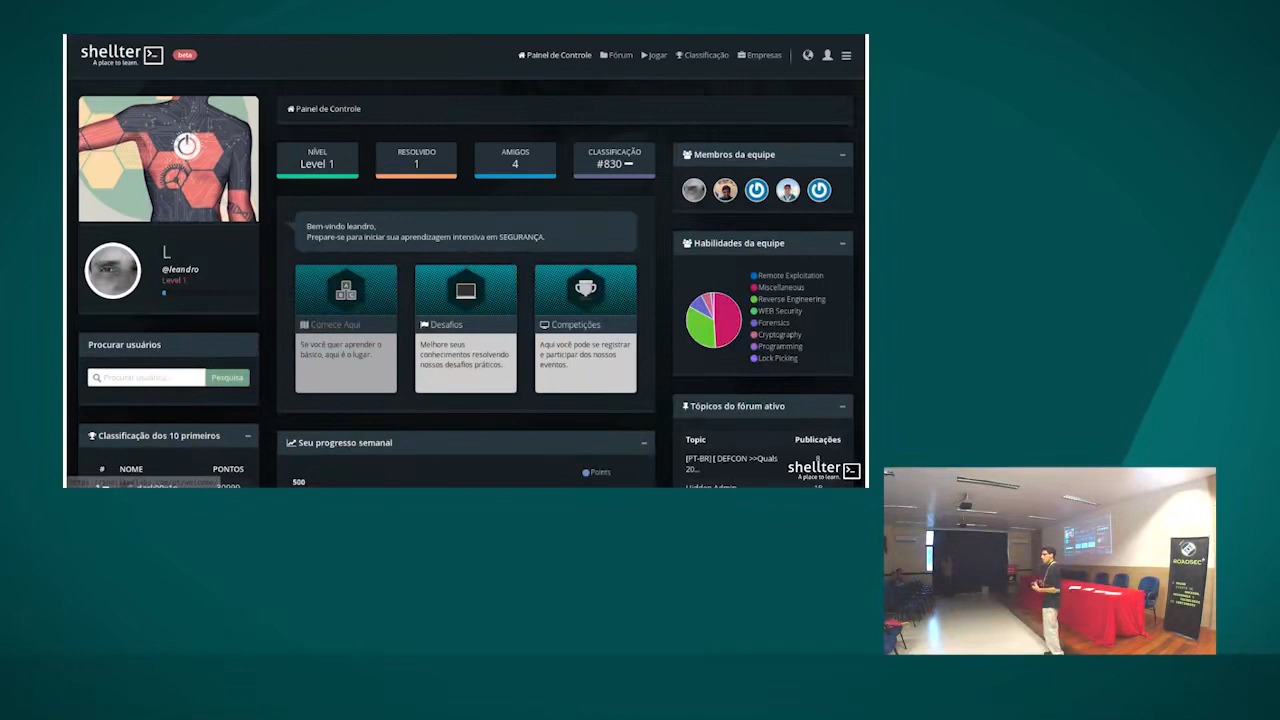 shellter
A place to learn.
beta
Painel de Controle
Fórum
Jogar
Classificação
Empresas
Painel de Controle
NÍVEL
Level 1
RESOLVIDO
1
AMIGOS
4
CLASSIFICAÇÃO
#830
Bem-vindo leandro,
Prepare-se para iniciar sua aprendizagem intensiva em SEGURANÇA.
L
@leandro
Level 1
Comece Aqui
Se você quer aprender o
básico, aqui é o lugar.
Desafios
Melhore seus
conhecimentos resolvendo
nossos desafios práticos.
Competições
Aqui você pode se registrar
e participar dos nossos
eventos.
Procurar usuários
Procurar usuário...
Pesquisa
Classificação dos 10 primeiros
# NOME PONTOS
Seu progresso semanal
Points
500
Membros da equipe
Habilidades da equipe
Remote Exploitation
Miscellaneous
Reverse Engineering
WEB Security
Forensics
Cryptography
Programming
Lock Picking
Tópicos do fórum ativo
Topic Publicações
[PT-BR] [ DEFCON >>Quals
20...
shellter
A place to learn.
ROADSEC